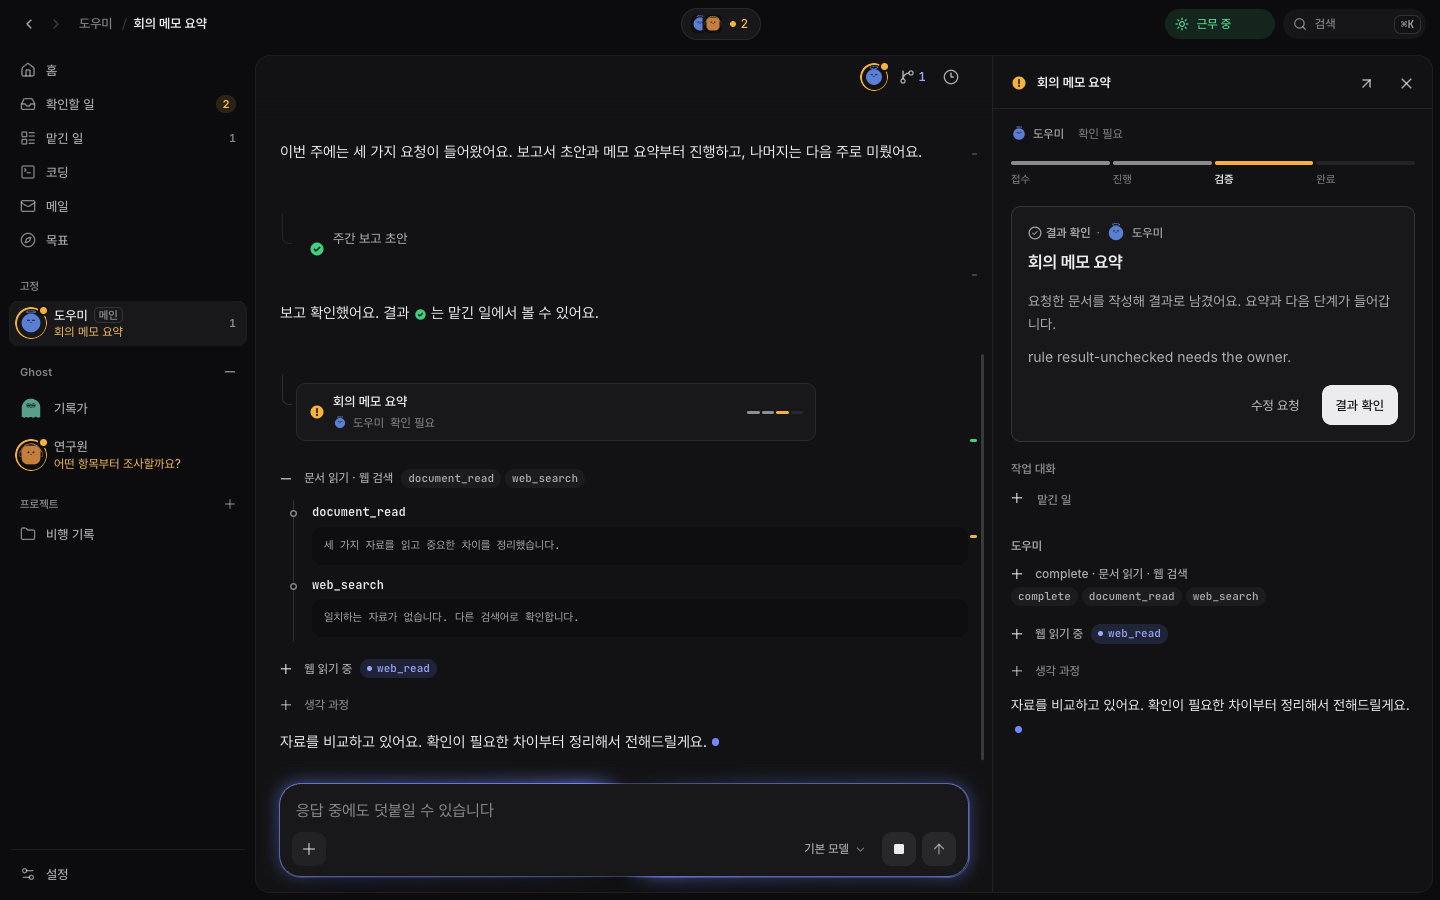 도우미 / 회의 메모 요약
2
근무 중
검색
⌘K
홈
확인할 일 2
맡긴 일 1
코딩
메일
목표
고정
도우미 메인
회의 메모 요약
1
Ghost
기록가
연구원
어떤 항목부터 조사할까요?
프로젝트
비행 기록
설정
1
이번 주에는 세 가지 요청이 들어왔어요. 보고서 초안과 메모 요약부터 진행하고, 나머지는 다음 주로 미뤘어요.
주간 보고 초안
보고 확인했어요. 결과 는 맡긴 일에서 볼 수 있어요.
회의 메모 요약
도우미 확인 필요
문서 읽기 · 웹 검색 document_read web_search
document_read
세 가지 자료를 읽고 중요한 차이를 정리했습니다.
web_search
일치하는 자료가 없습니다. 다른 검색어로 확인합니다.
웹 읽기 중 web_read
생각 과정
자료를 비교하고 있어요. 확인이 필요한 차이부터 정리해서 전해드릴게요.
응답 중에도 덧붙일 수 있습니다
기본 모델
회의 메모 요약
도우미 확인 필요
접수 진행 검증 완료
결과 확인 · 도우미
회의 메모 요약
요청한 문서를 작성해 결과로 남겼어요. 요약과 다음 단계가 들어갑
니다.
rule result-unchecked needs the owner.
수정 요청 결과 확인
작업 대화
맡긴 일
도우미
complete · 문서 읽기 · 웹 검색
complete document_read web_search
웹 읽기 중 web_read
생각 과정
자료를 비교하고 있어요. 확인이 필요한 차이부터 정리해서 전해드릴게요.